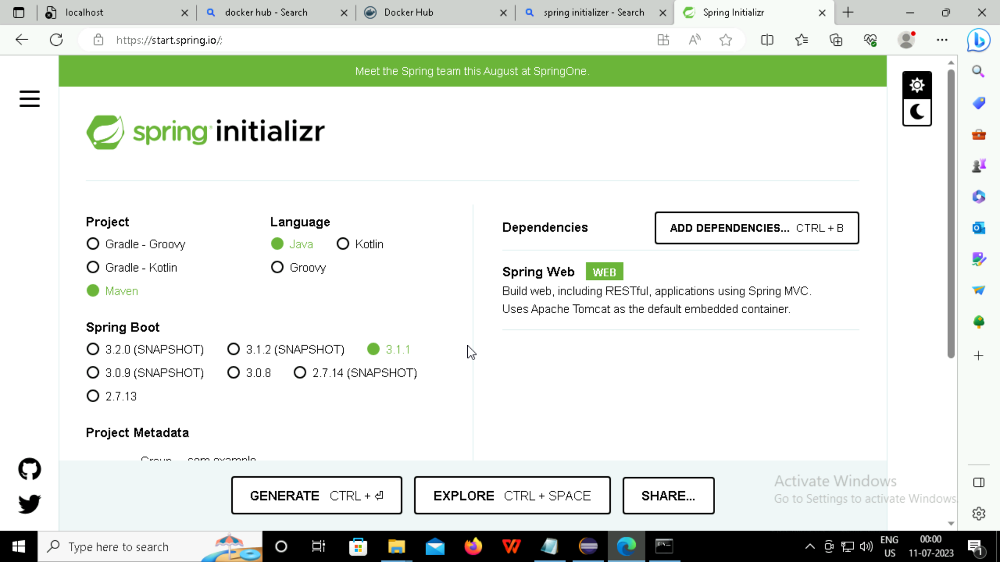 localhost
docker hub - Search
Docker Hub
spring initializer - Search
Spring Initializr
https://start.spring.io/;
Meet the Spring team this August at SpringOne.
spring initializr
Project
Gradle - Groovy
Gradle - Kotlin
Maven
Language
Java
Kotlin
Groovy
Spring Boot
3.2.0 (SNAPSHOT)
3.1.2 (SNAPSHOT)
3.1.1
3.0.9 (SNAPSHOT)
3.0.8
2.7.14 (SNAPSHOT)
2.7.13
Project Metadata
Group com.example
Dependencies
ADD DEPENDENCIES... CTRL + B
Spring Web WEB
Build web, including RESTful, applications using Spring MVC.
Uses Apache Tomcat as the default embedded container.
GENERATE CTRL + ⏎
EXPLORE CTRL + SPACE
SHARE...
Activate Windows
Go to Settings to activate Windows.
Type here to search
ENG
US
00:00
11-07-2023
1